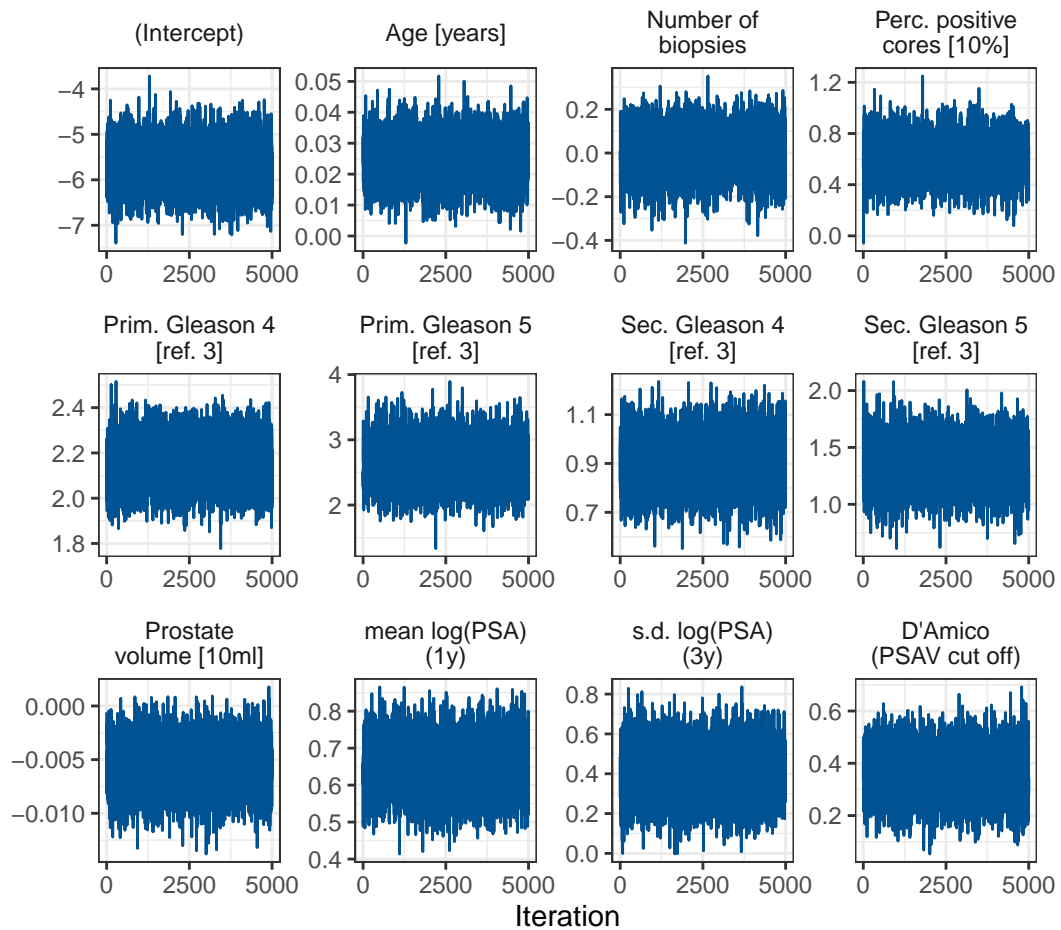 (Intercept)
Age [years]
Number of
biopsies
Perc. positive
cores [10%]
−4
−5
−6
−7
0.05
0.04
0.03
0.02
0.01
0.00
0.2
0.0
−0.2
−0.4
1.2
0.8
0.4
0.0
0 2500 5000
0 2500 5000
0 2500 5000
0 2500 5000
Prim. Gleason 4
[ref. 3]
Prim. Gleason 5
[ref. 3]
Sec. Gleason 4
[ref. 3]
Sec. Gleason 5
[ref. 3]
2.4
2.2
2.0
1.8
4
3
2
1.1
0.9
0.7
2.0
1.5
1.0
0 2500 5000
0 2500 5000
0 2500 5000
0 2500 5000
Prostate
volume [10ml]
mean log(PSA)
(1y)
s.d. log(PSA)
(3y)
D'Amico
(PSAV cut off)
0.000
−0.005
−0.010
0.8
0.7
0.6
0.5
0.4
0.8
0.6
0.4
0.2
0.0
0.6
0.4
0.2
0 2500 5000
0 2500 5000
0 2500 5000
0 2500 5000
Iteration